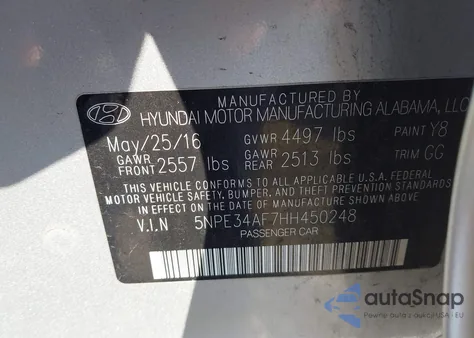 MANUFACTURED BY
HYUNDAI MOTOR MANUFACTURING ALABAMA, LLC
May/25/16 GVWR 4497 lbs PAINT Y8
GAWR FRONT 2557 lbs GAWR REAR 2513 lbs TRIM GG
THIS VEHICLE CONFORMS TO ALL APPLICABLE U.S.A. FEDERAL
MOTOR VEHICLE SAFETY, BUMPER, AND THEFT PREVENTION STANDARDS
IN EFFECT ON THE DATE OF MANUFACTURE SHOWN ABOVE.
V.I.N 5NPE34AF7HH450248
PASSENGER CAR
autoSnap